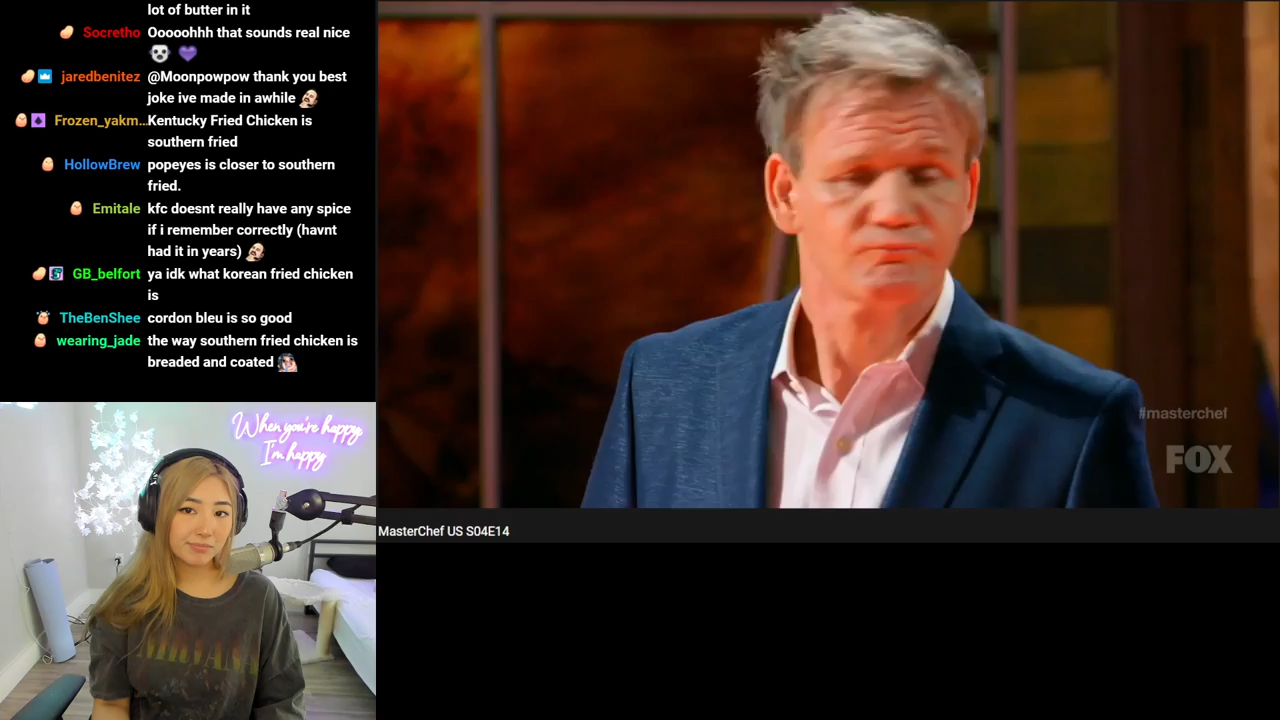 lot of butter in it
Socretho Ooooohhh that sounds real nice
jaredbenitez @Moonpowpow thank you best
joke ive made in awhile
Frozen_yakm... Kentucky Fried Chicken is
southern fried
HollowBrew popeyes is closer to southern
fried.
Emitale kfc doesnt really have any spice
if i remember correctly (havnt
had it in years)
GB_belfort ya idk what korean fried chicken
is
TheBenShee cordon bleu is so good
wearing_jade the way southern fried chicken is
breaded and coated
When you're happy
I'm happy
NIRVANA
#masterchef
FOX
MasterChef US S04E14